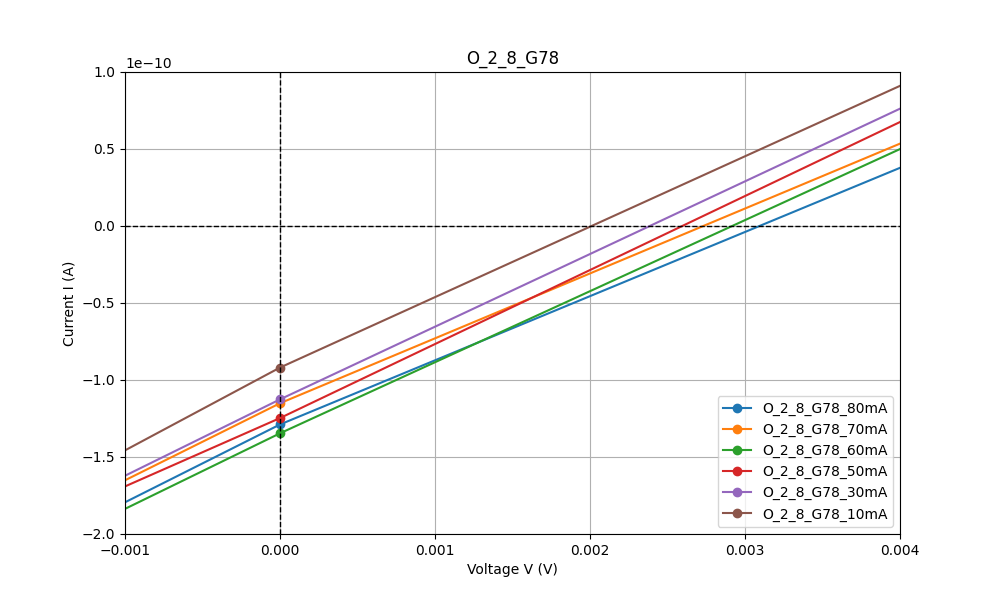 O_2_8_G78
1e−10
1.0
0.5
0.0
−0.5
−1.0
−1.5
−2.0
Current I (A)
−0.001
0.000
0.001
0.002
0.003
0.004
Voltage V (V)
O_2_8_G78_80mA
O_2_8_G78_70mA
O_2_8_G78_60mA
O_2_8_G78_50mA
O_2_8_G78_30mA
O_2_8_G78_10mA